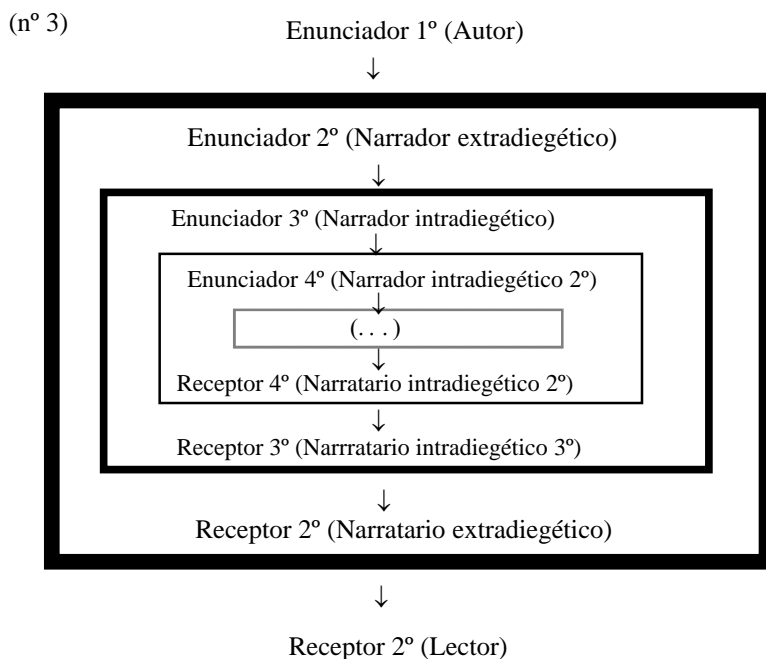 (nº 3)
Enunciador 1º (Autor)
↓
Enunciador 2º (Narrador extradiegético)
↓
Enunciador 3º (Narrador intradiegético)
↓
Enunciador 4º (Narrador intradiegético 2º)
↓
(. . . )
↓
Receptor 4º (Narratario intradiegético 2º)
↓
Receptor 3º (Narrratario intradiegético 3º)
↓
Receptor 2º (Narratario extradiegético)
↓
Receptor 2º (Lector)